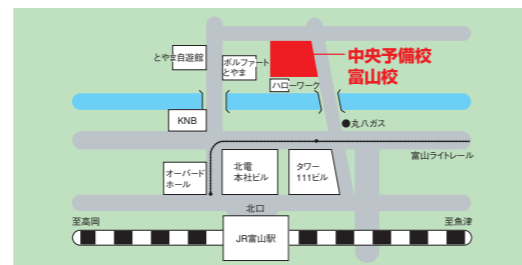 とやま自遊館
ボルファート
とやま
中央予備校
富山校
ハローワーク
KNB
●丸八ガス
富山ライトレール
オーバード
ホール
北電
本社ビル
タワー
111ビル
北口
至高岡
至魚津
JR富山駅